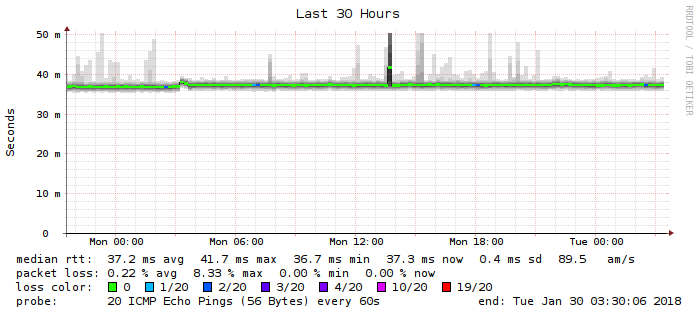 Last 30 Hours
RRDTOOL / TOBI OETIKER
Seconds
50 m
40 m
30 m
20 m
10 m
0
Mon 00:00 Mon 06:00 Mon 12:00 Mon 18:00 Tue 00:00
median rtt: 37.2 ms avg 41.7 ms max 36.7 ms min 37.3 ms now 0.4 ms sd 89.5 am/s
packet loss: 0.22 % avg 8.33 % max 0.00 % min 0.00 % now
loss color: 0 1/20 2/20 3/20 4/20 10/20 19/20
probe: 20 ICMP Echo Pings (56 Bytes) every 60s end: Tue Jan 30 03:30:06 2018